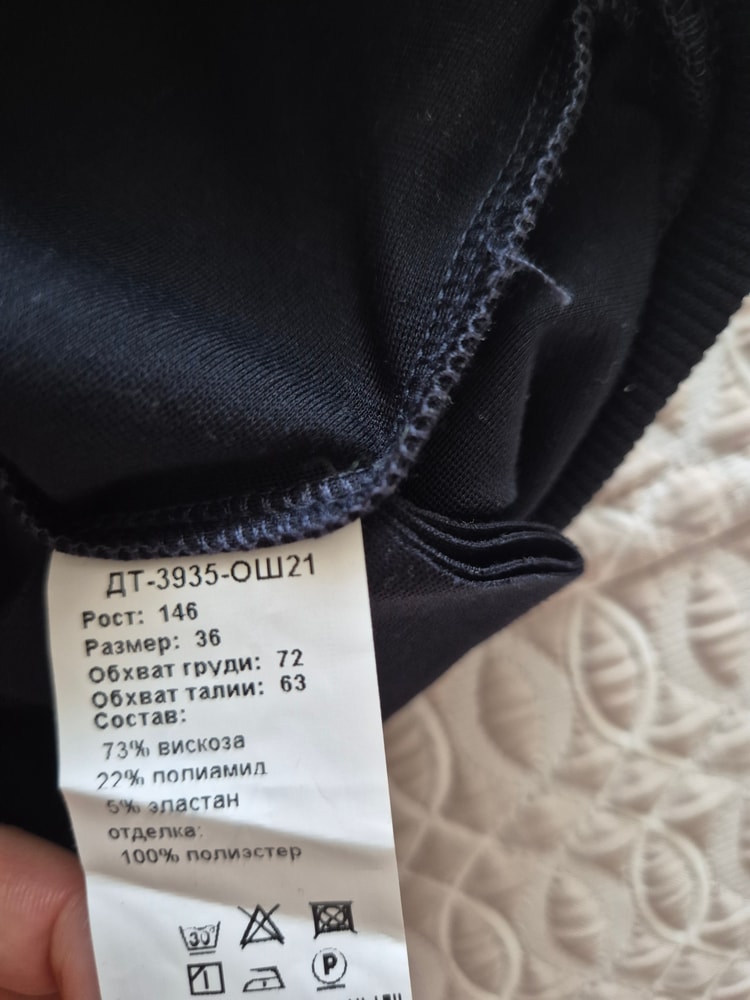 ДТ-3935-ОШ21
Рост: 146
Размер: 36
Обхват груди: 72
Обхват талии: 63
Состав:
73% вискоза
22% полиамид
5% эластан
отделка:
100% полиэстер
30
P